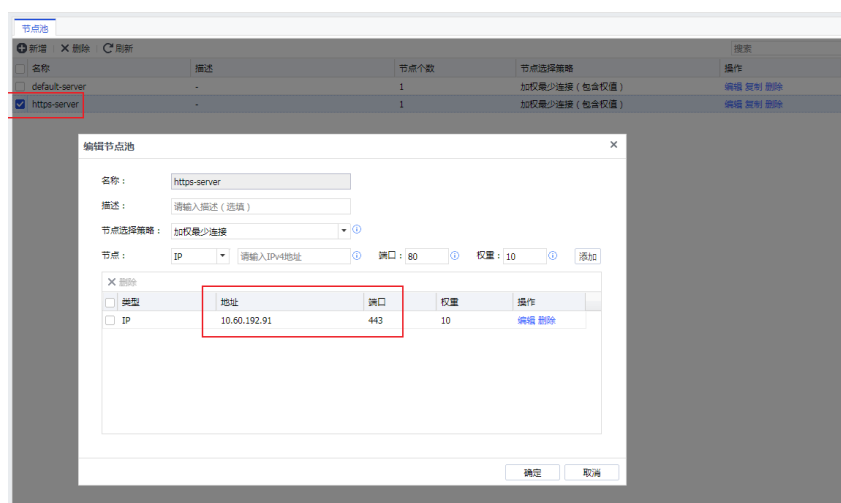 节点池
新增 删除 刷新 搜索
名称 描述 节点个数 节点选择策略 操作
default-server - 1 加权最少连接（包含权值） 编辑 复制 删除
https-server - 1 加权最少连接（包含权值） 编辑 复制 删除
编辑节点池
名称： https-server
描述： 请输入描述（选填）
节点选择策略： 加权最少连接
节点： IP 请输入IPv4地址 端口：80 权重：10 添加
删除
类型 地址 端口 权重 操作
IP 10.60.192.91 443 10 编辑 删除
确定 取消